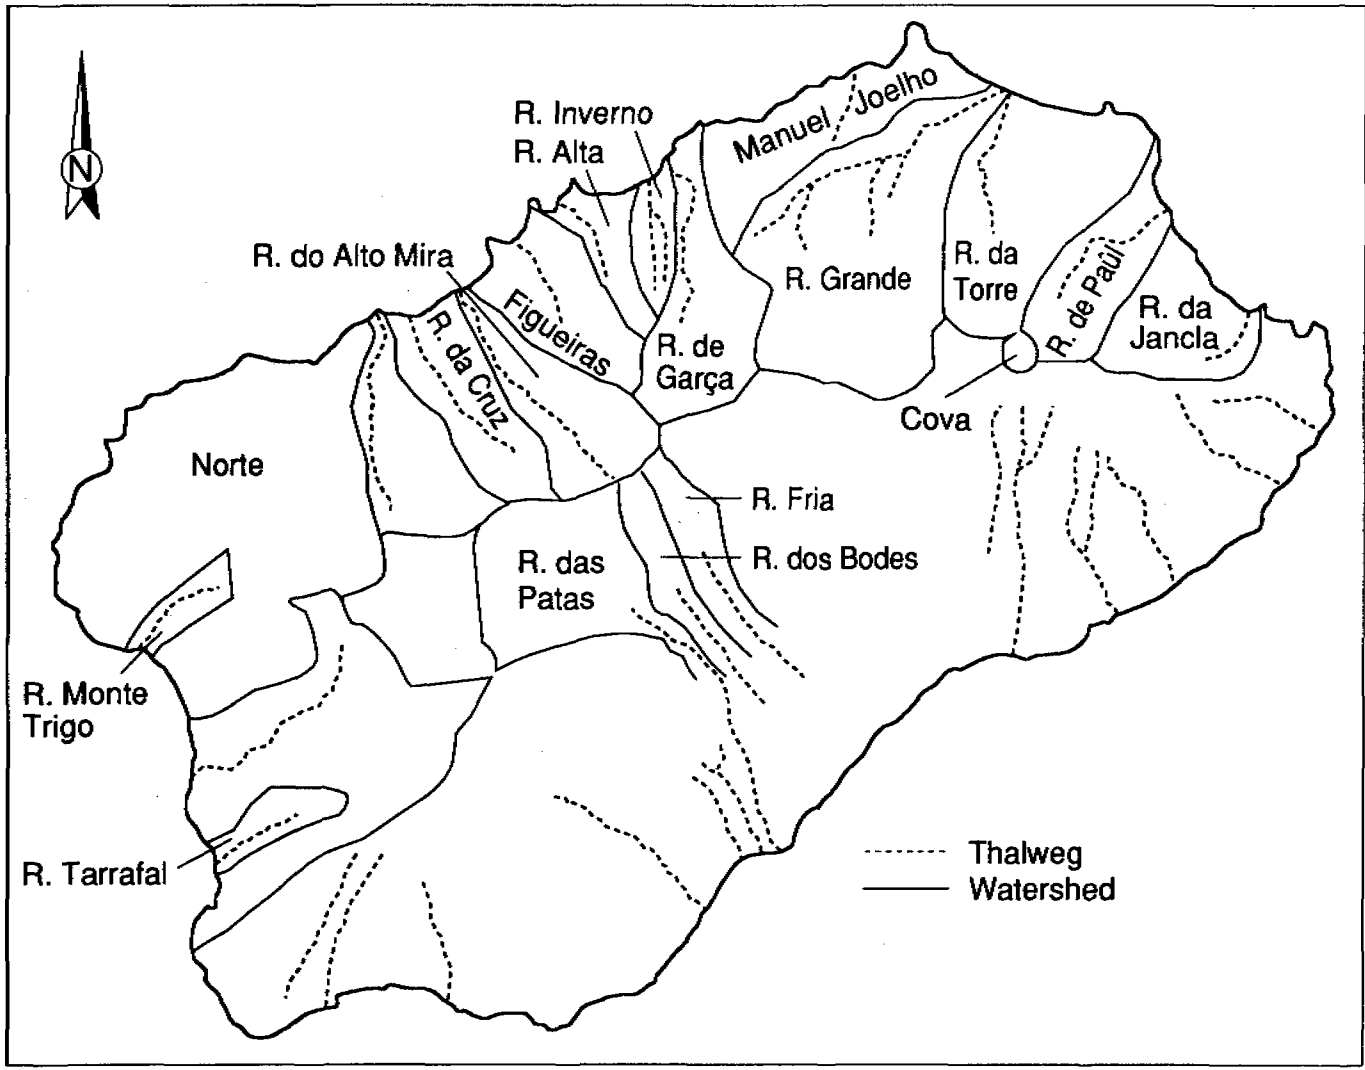 N
R. Inverno
R. Alta
Manuel Joelho
R. do Alto Mira
Figueiras
R. da Cruz
R. de
Garça
R. Grande
R. da
Torre
R. de Paûl
R. da
Jancla
Cova
Norte
R. Fria
R. das
Patas
R. dos Bodes
R. Monte
Trigo
R. Tarrafal
Thalweg
Watershed